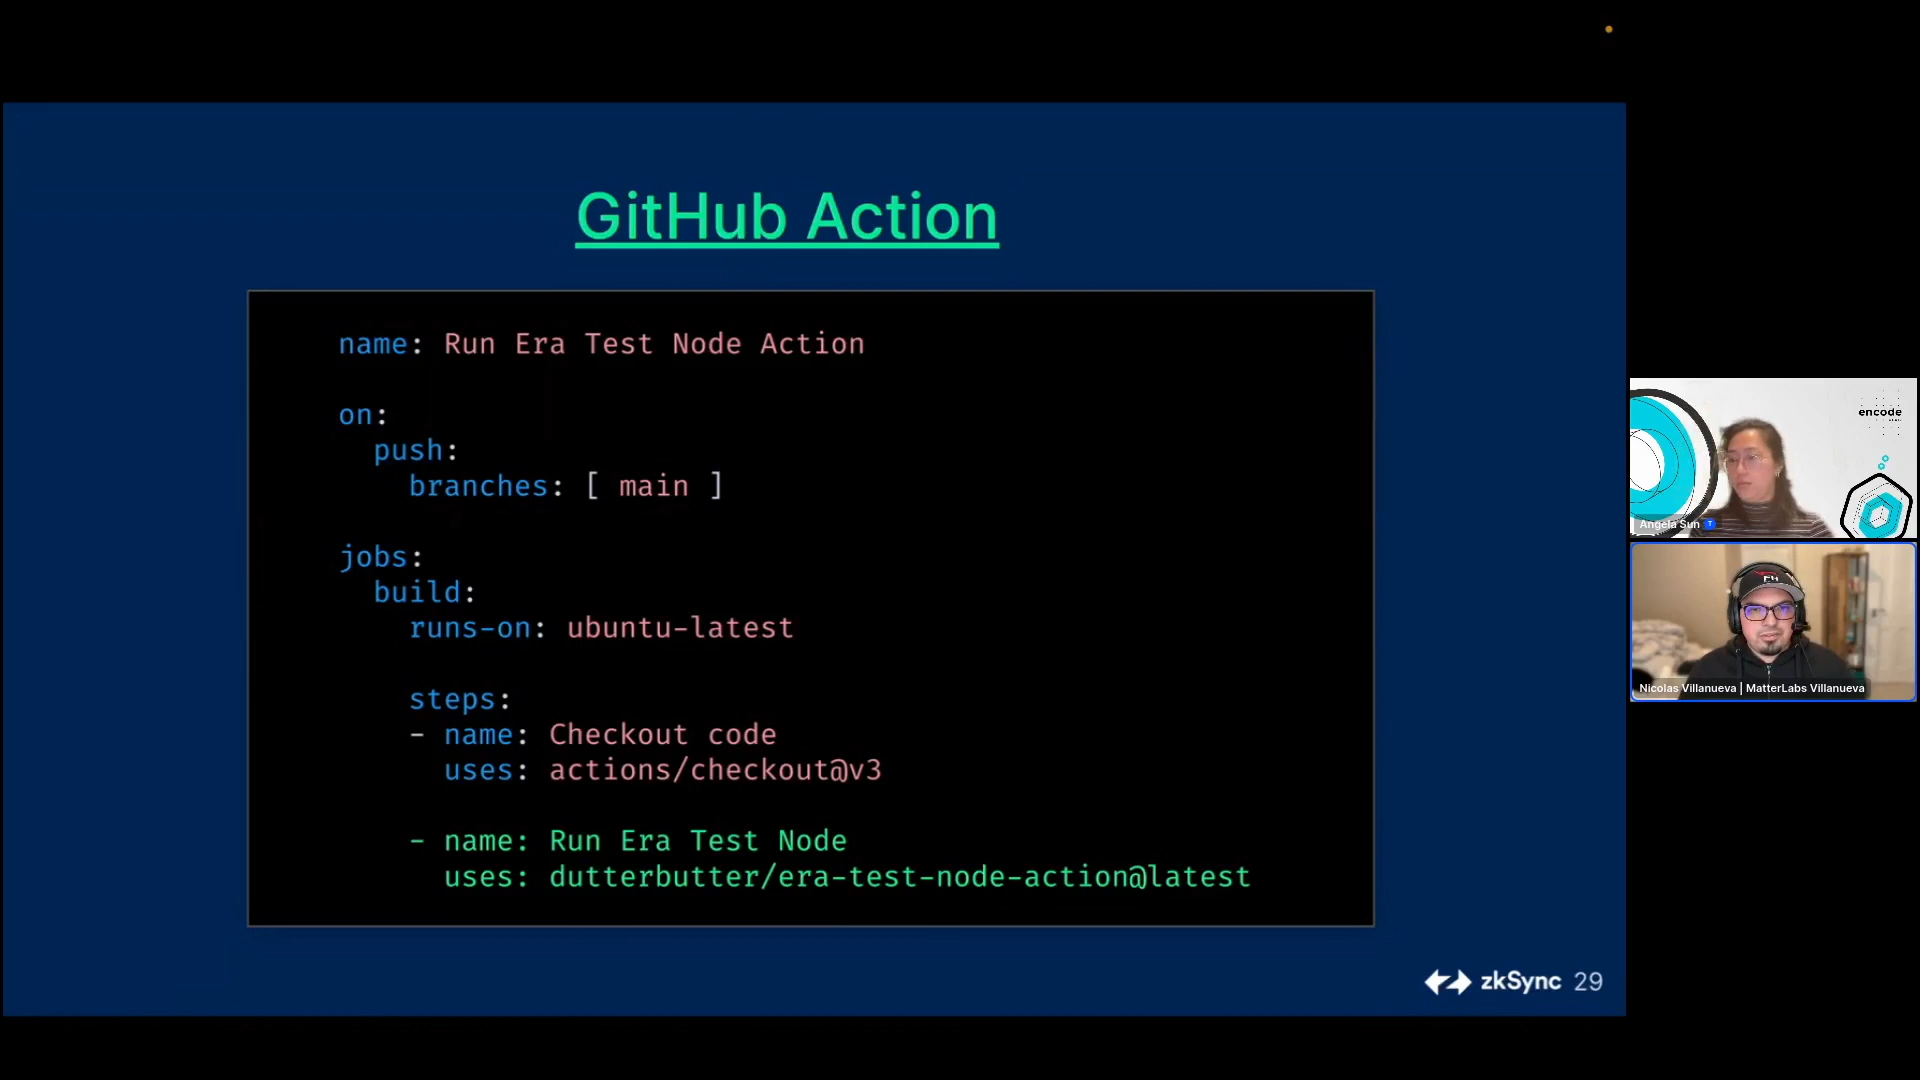 GitHub Action
name: Run Era Test Node Action
on:
push:
branches: [ main ]
jobs:
build:
runs-on: ubuntu-latest
steps:
- name: Checkout code
uses: actions/checkout@v3
- name: Run Era Test Node
uses: dutterbutter/era-test-node-action@latest
zkSync 29
encode
Angela Sun
Nicolas Villanueva | MatterLabs Villanueva